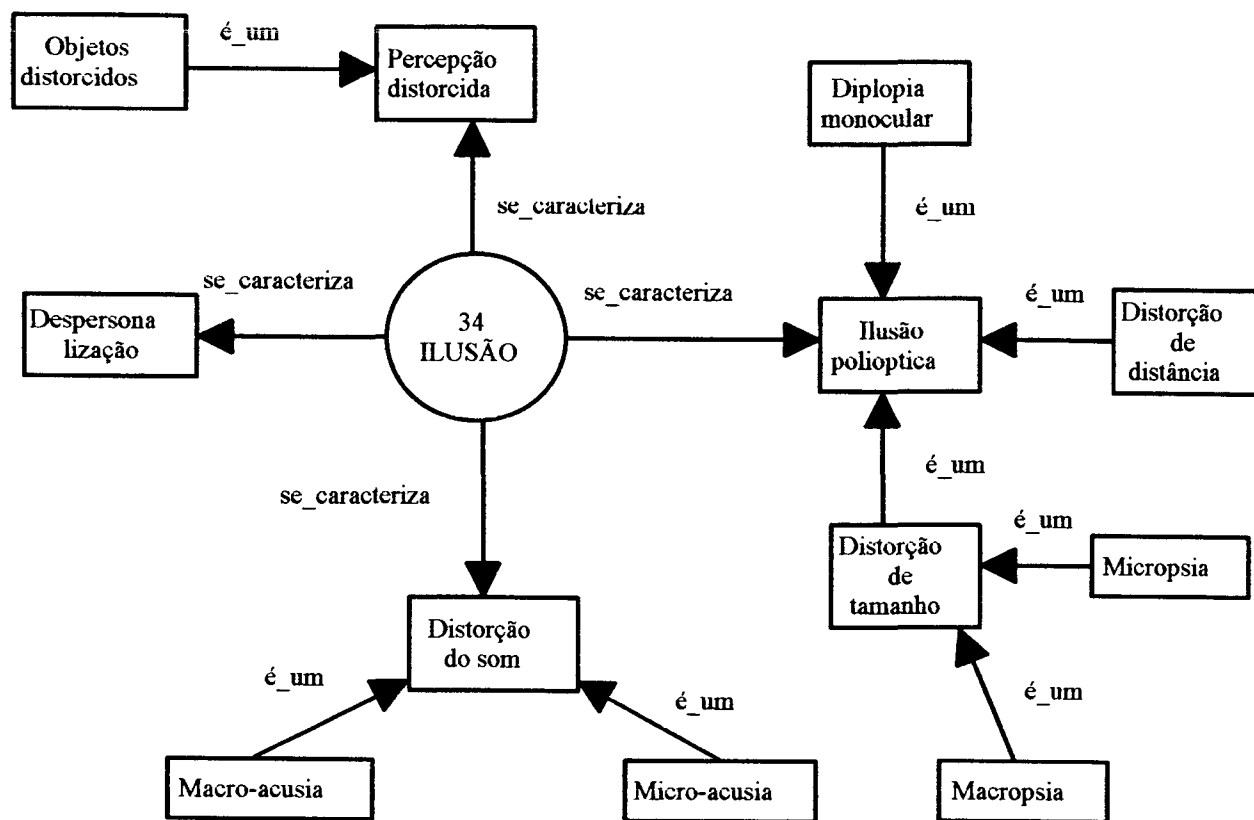 Objetos
distorcidos
é_um
Percepção
distorcida
Diplopia
monocular
se_caracteriza
é_um
se_caracteriza
34
ILUSÃO
se_caracteriza
Despersona
lização
Ilusão
polioptica
é_um
Distorção
de
distância
é_um
se_caracteriza
Distorção
de
tamanho
é_um
Micropsia
Distorção
do som
é_um
é_um
é_um
Macro-acusia
Micro-acusia
Macropsia